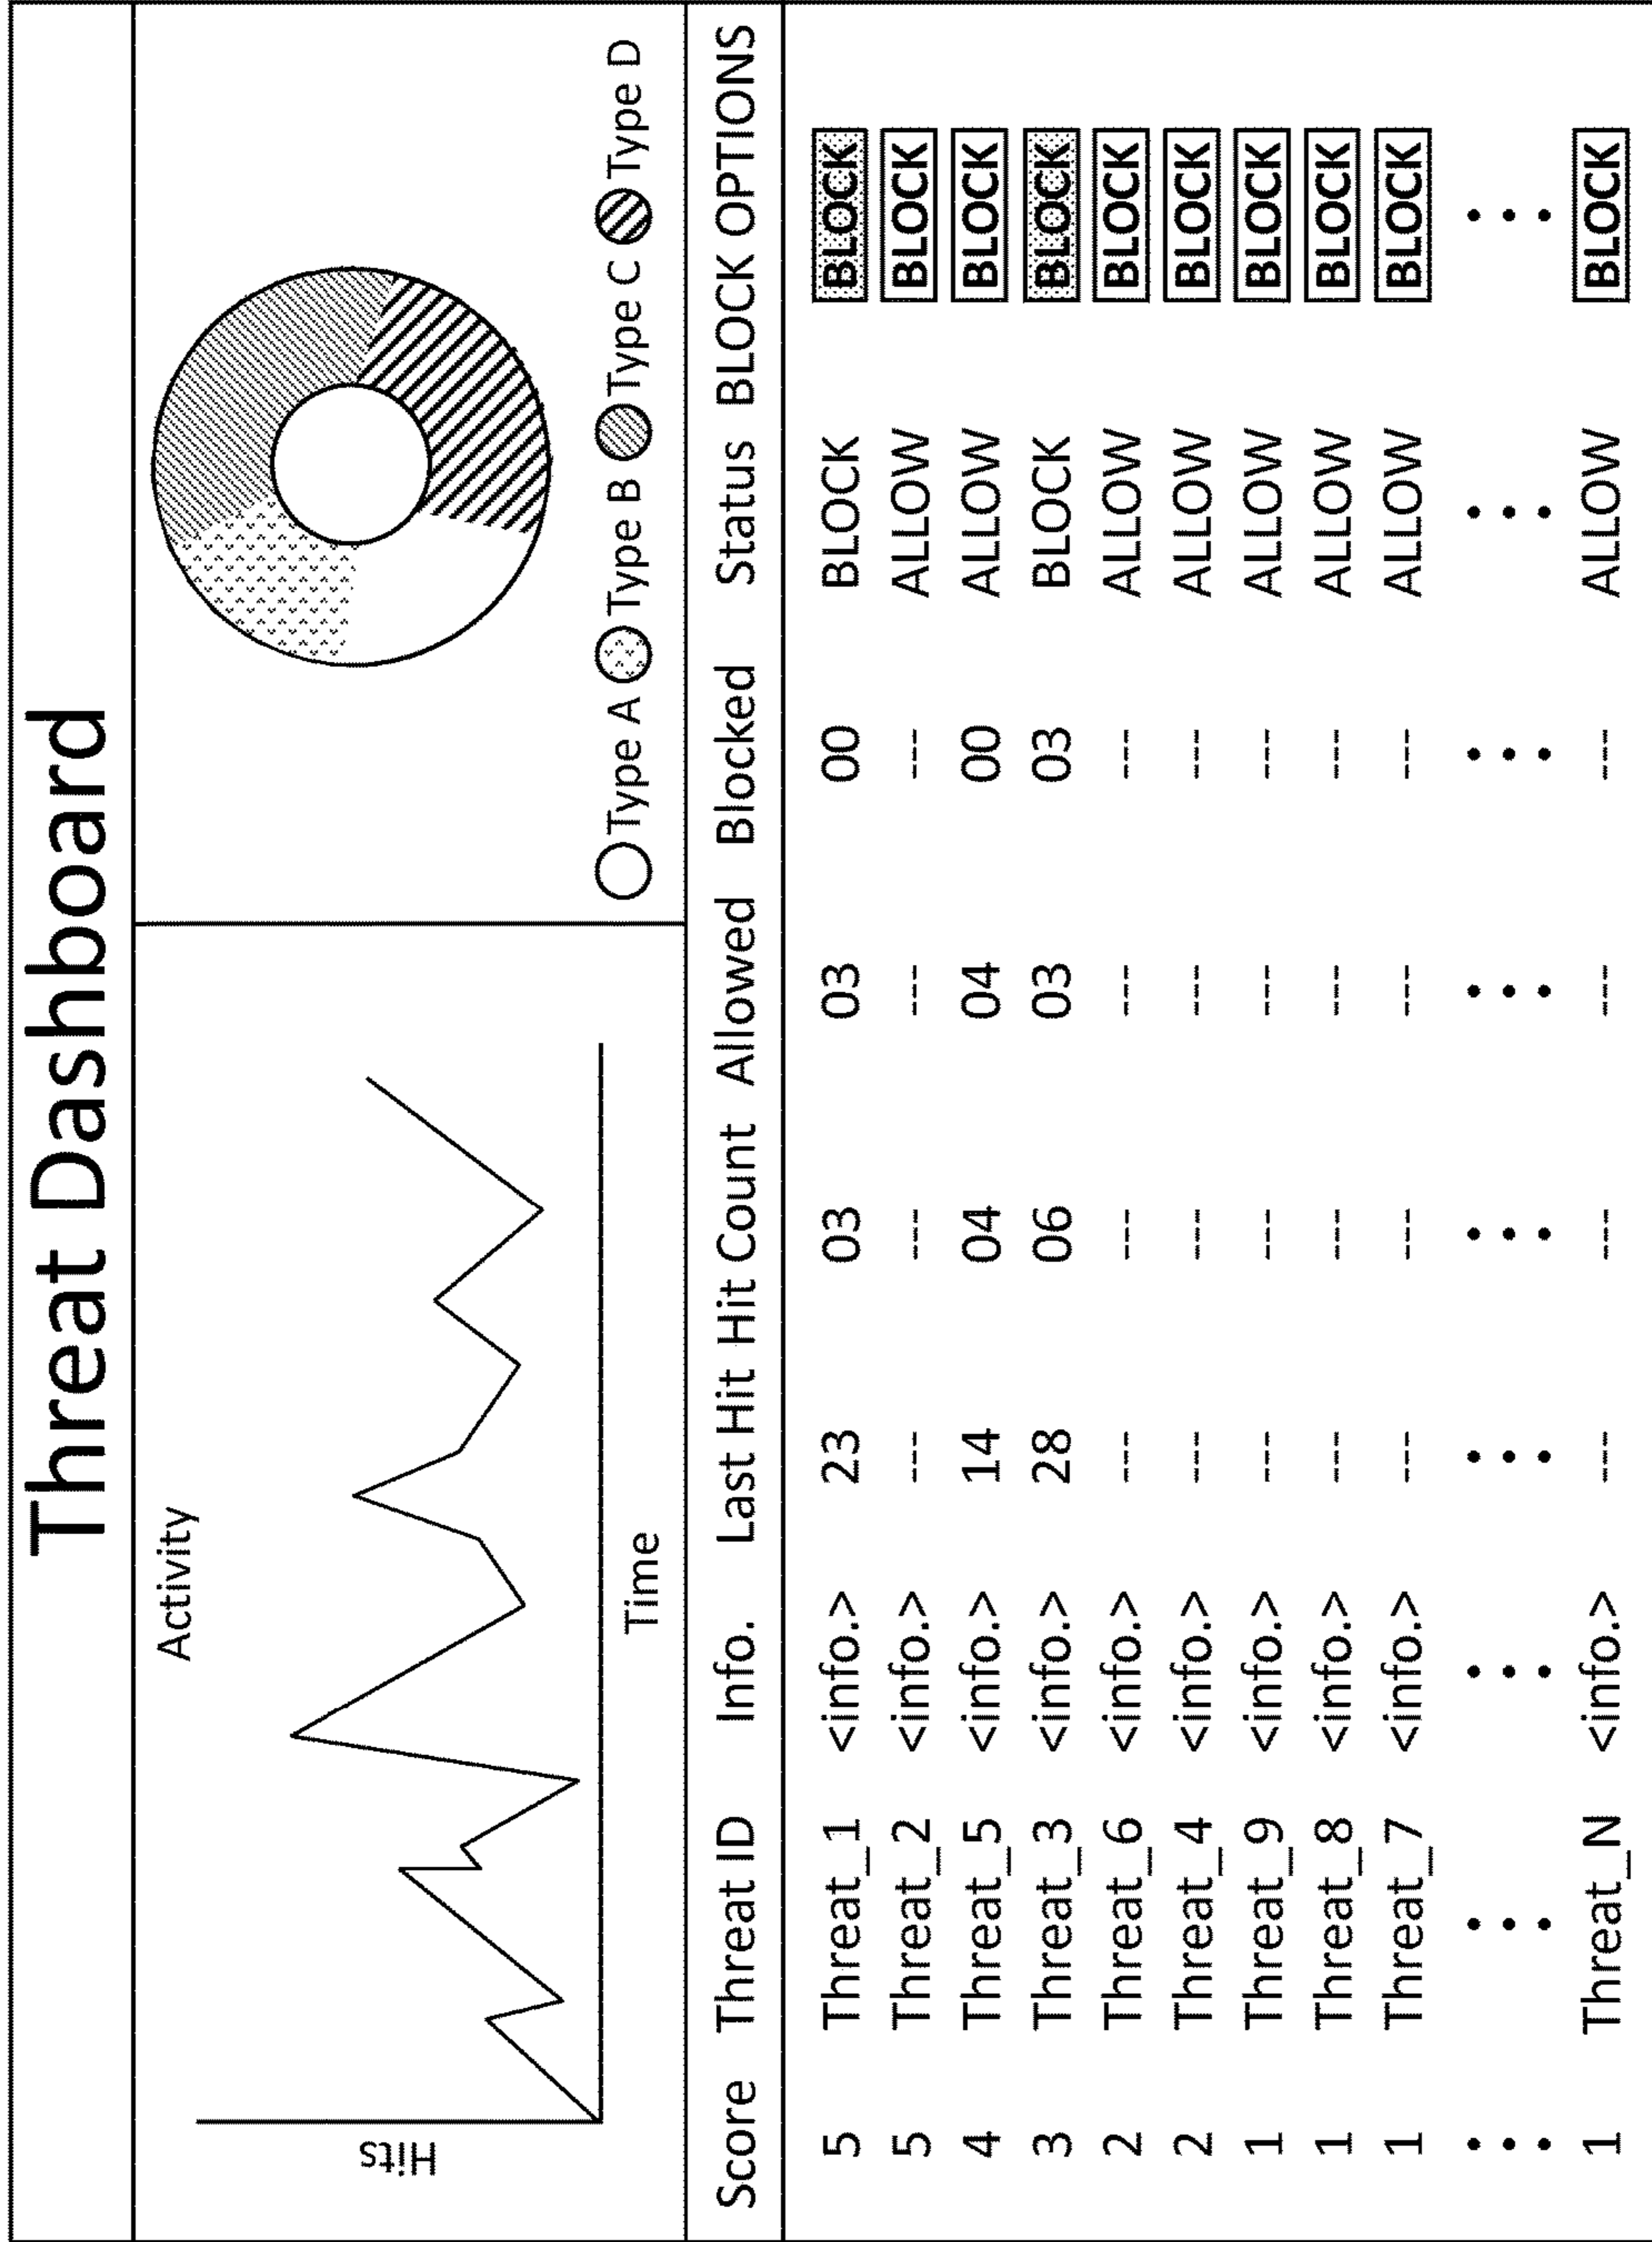 Threat Dashboard
Activity
Hits
Time
Type A Type B Type C Type D
Score Threat ID Info. Last Hit Hit Count Allowed Blocked Status BLOCK OPTIONS
5 Threat_1 <info.> 23 03 03 00 BLOCK BLOCK
5 Threat_2 <info.> --- --- --- --- ALLOW BLOCK
4 Threat_5 <info.> 14 04 04 00 ALLOW BLOCK
3 Threat_3 <info.> 28 06 03 03 BLOCK BLOCK
2 Threat_6 <info.> --- --- --- --- ALLOW BLOCK
2 Threat_4 <info.> --- --- --- --- ALLOW BLOCK
1 Threat_9 <info.> --- --- --- --- ALLOW BLOCK
1 Threat_8 <info.> --- --- --- --- ALLOW BLOCK
1 Threat_7 <info.> --- --- --- --- ALLOW BLOCK
1 Threat_N <info.> --- --- --- --- ALLOW BLOCK